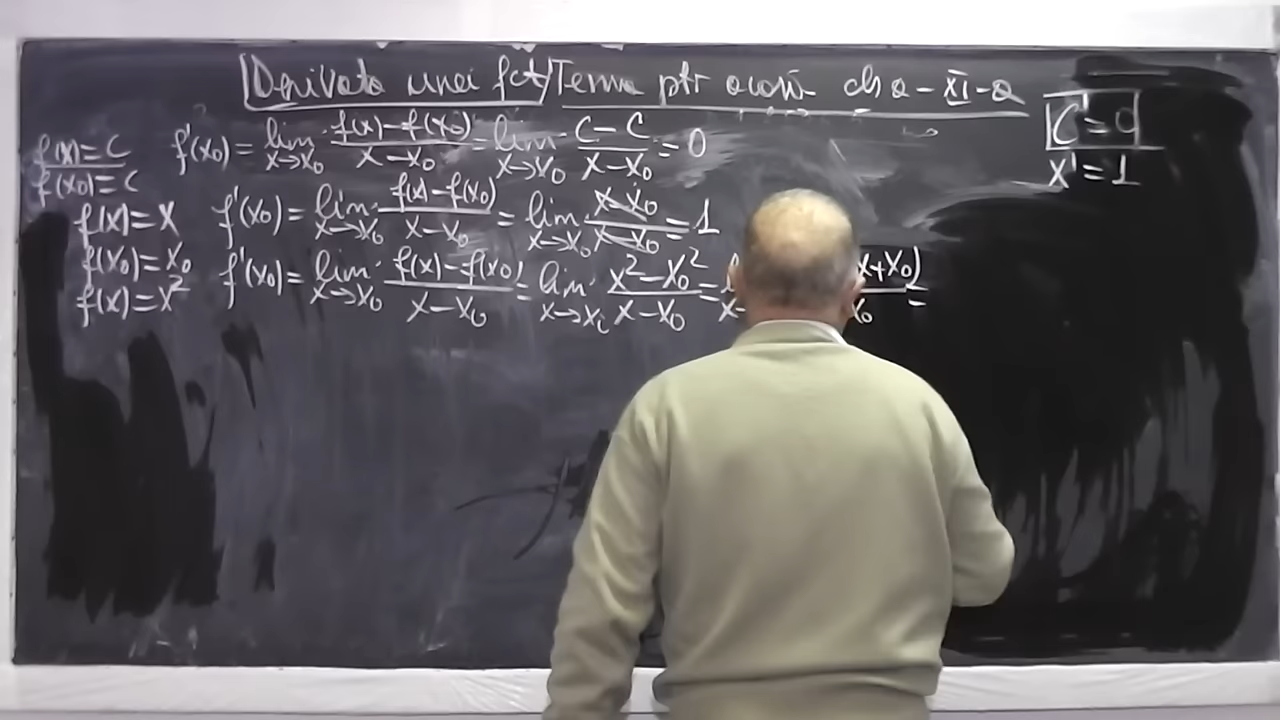 Derivata unei fct/Tema ptr acasă cls a-XI-a
f(x)=C f'(x₀)= lim x→x₀ f(x)-f(x₀)/x-x₀ = lim x→x₀ C-C/x-x₀ =0
f(x₀)=C
C'=0
x'=1
f(x)=x f'(x₀)= lim x→x₀ f(x)-f(x₀)/x-x₀ = lim x→x₀ x-x₀/x-x₀ =1
f(x₀)=x₀
f(x)=x² f'(x₀)= lim x→x₀ f(x)-f(x₀)/x-x₀ = lim x→x₀ x²-x₀²/x-x₀ = x+x₀) =